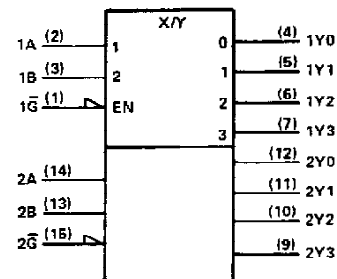 X/Y
1A (2) 1 0 (4) 1Y0
1B (3) 2 1 (5) 1Y1
1G̅ (1) EN 2 (6) 1Y2
3 (7) 1Y3
(12) 2Y0
2A (14) (11) 2Y1
2B (13) (10) 2Y2
2G̅ (15) (9) 2Y3